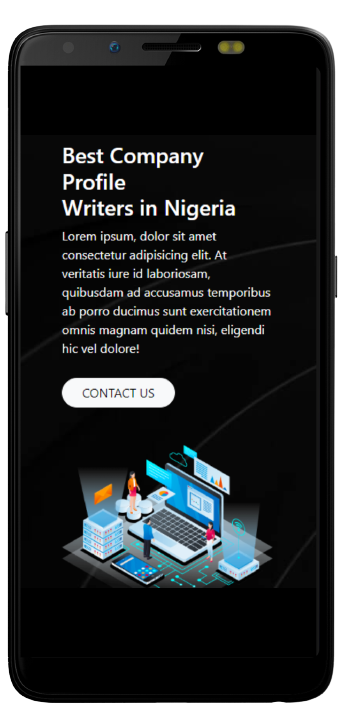 Best Company
Profile
Writers in Nigeria
Lorem ipsum, dolor sit amet
consectetur adipisicing elit. At
veritatis iure id laboriosam,
quibusdam ad accusamus temporibus
ab porro ducimus sunt exercitationem
omnis magnam quidem nisi, eligendi
hic vel dolore!
CONTACT US